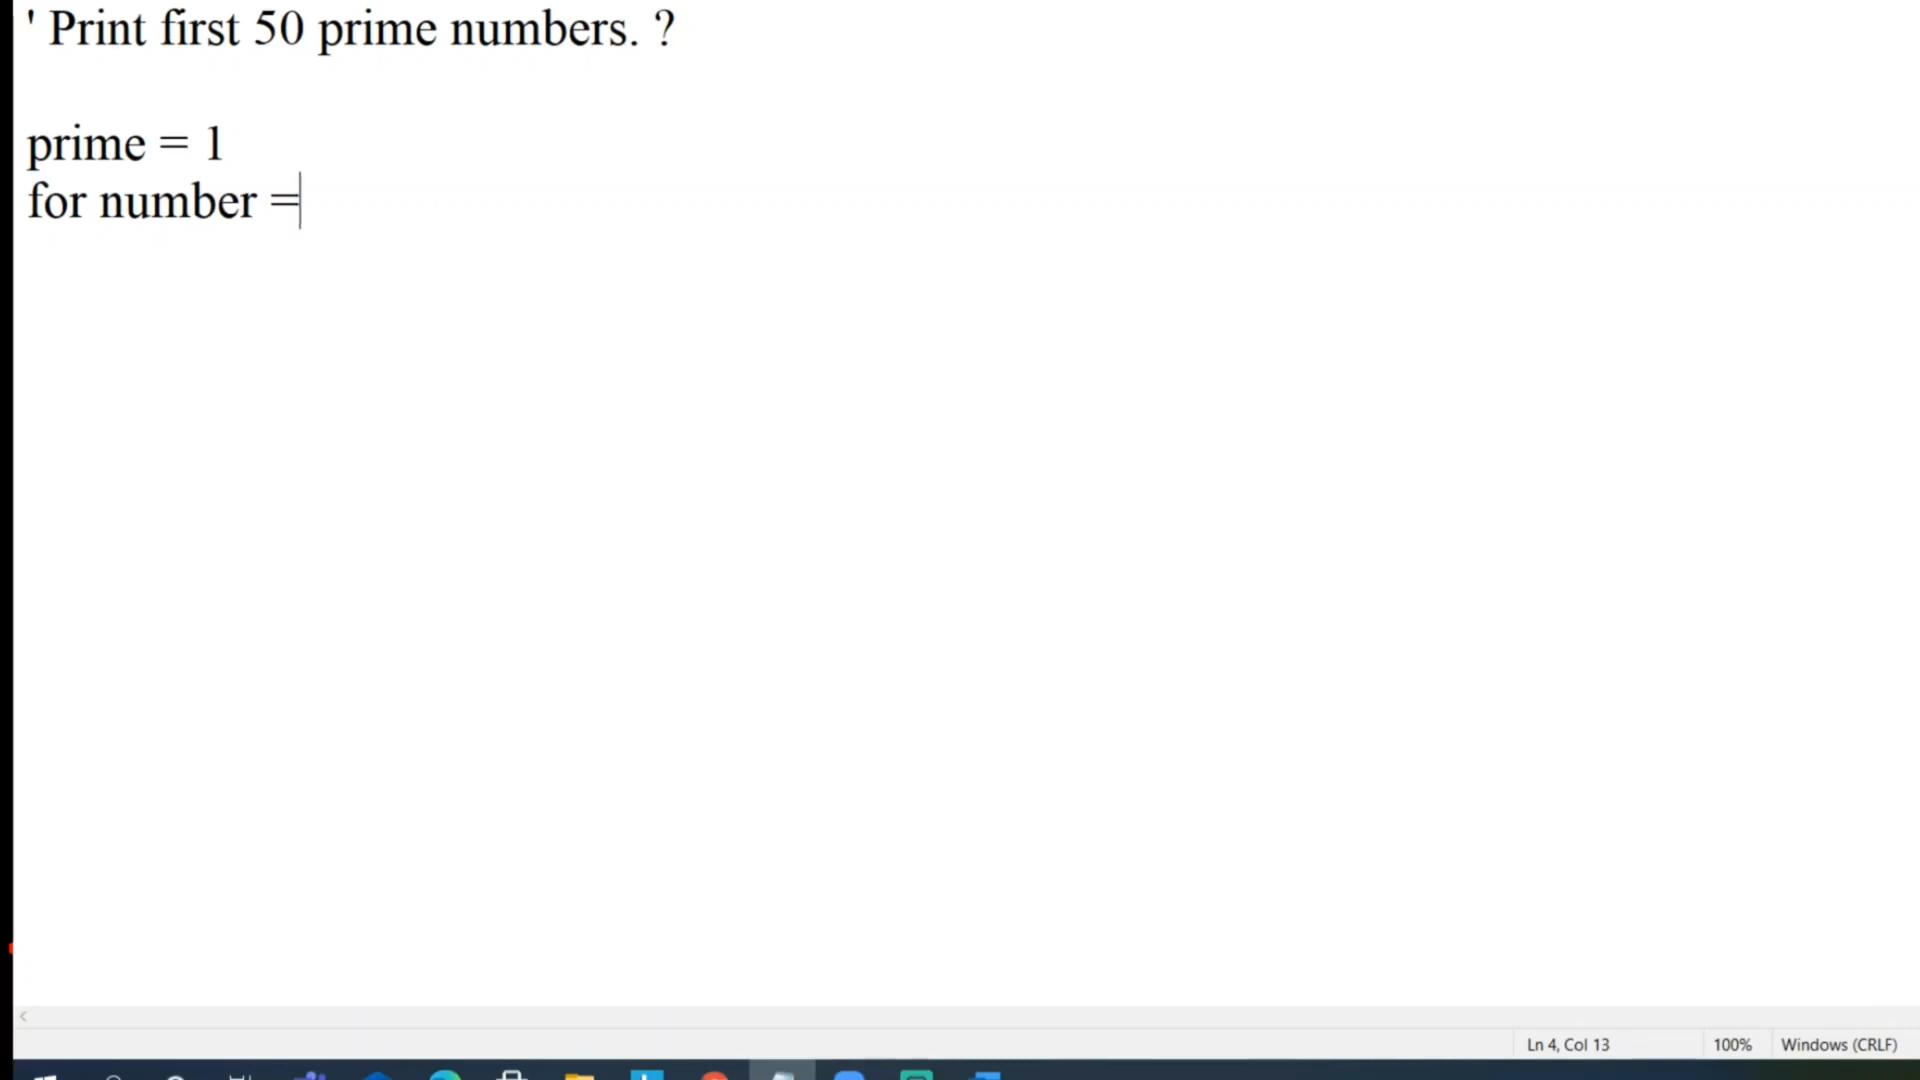 ' Print first 50 prime numbers. ?
prime = 1
for number =
Ln 4, Col 13
100%
Windows (CRLF)